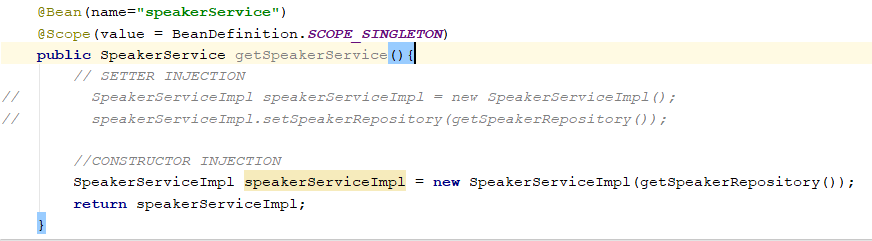 @Bean(name="speakerService")
@Scope(value = BeanDefinition.SCOPE_SINGLETON)
public SpeakerService getSpeakerService(){
// SETTER INJECTION
// SpeakerServiceImpl speakerServiceImpl = new SpeakerServiceImpl();
// speakerServiceImpl.setSpeakerRepository(getSpeakerRepository());
//CONSTRUCTOR INJECTION
SpeakerServiceImpl speakerServiceImpl = new SpeakerServiceImpl(getSpeakerRepository());
return speakerServiceImpl;
}